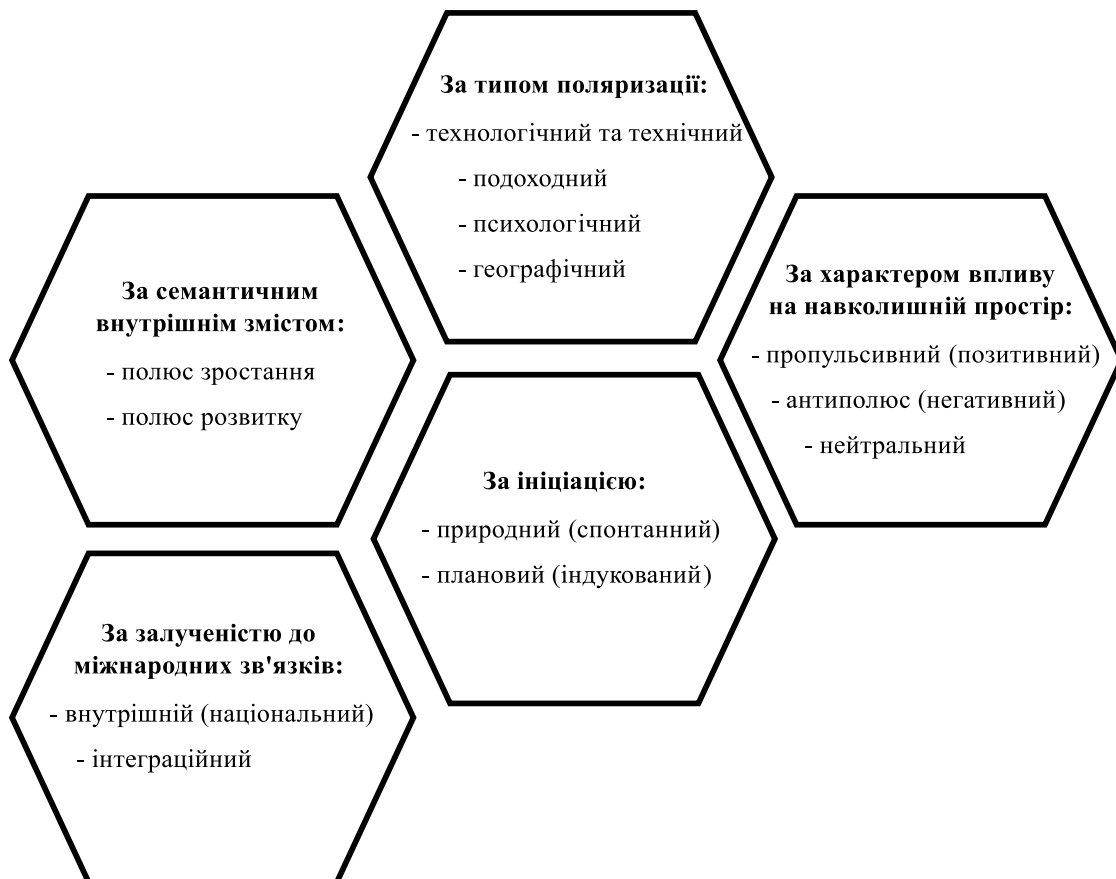 За типом поляризації:
- технологічний та технічний
- подоходний
- психологічний
- географічний
За семантичним
внутрішнім змістом:
- полюс зростання
- полюс розвитку
За характером впливу
на навколишній простір:
- пропульсивний (позитивний)
- антиполюс (негативний)
- нейтральний
За ініціацією:
- природний (спонтанний)
- плановий (індукований)
За залученістю до
міжнародних зв'язків:
- внутрішній (національний)
- інтеграційний